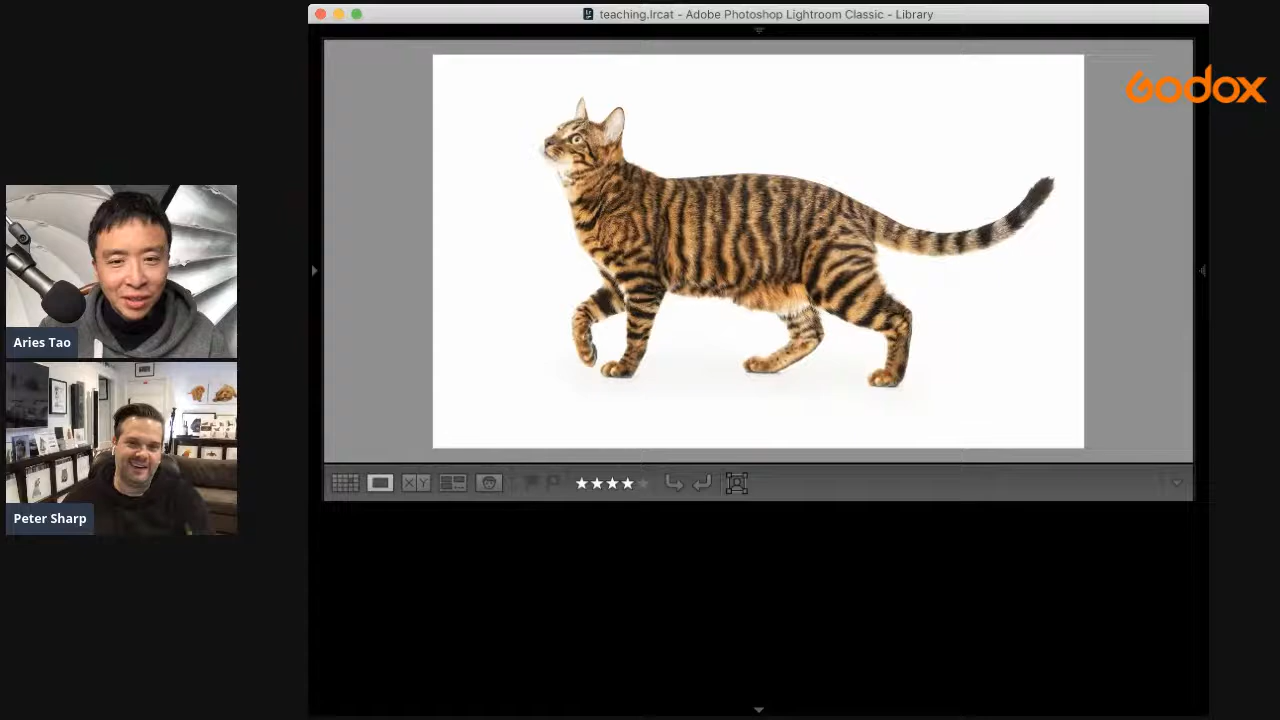 teaching.lrcat - Adobe Photoshop Lightroom Classic - Library
Godox
Aries Tao
Peter Sharp
X Y